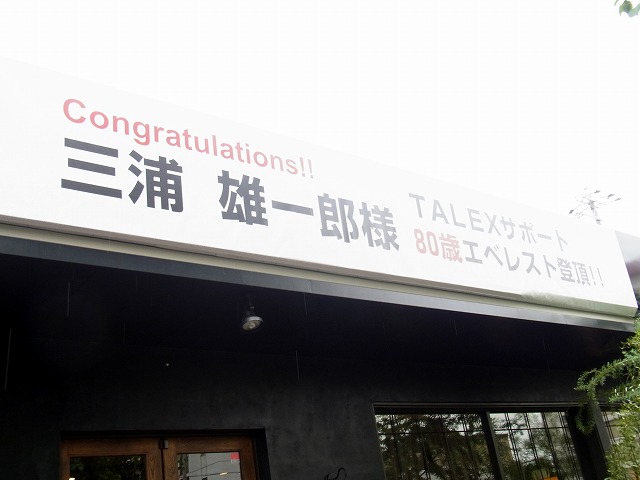 Congratulations!!
三浦 雄一郎様
TALEXサポート
80歳エベレスト登頂!!